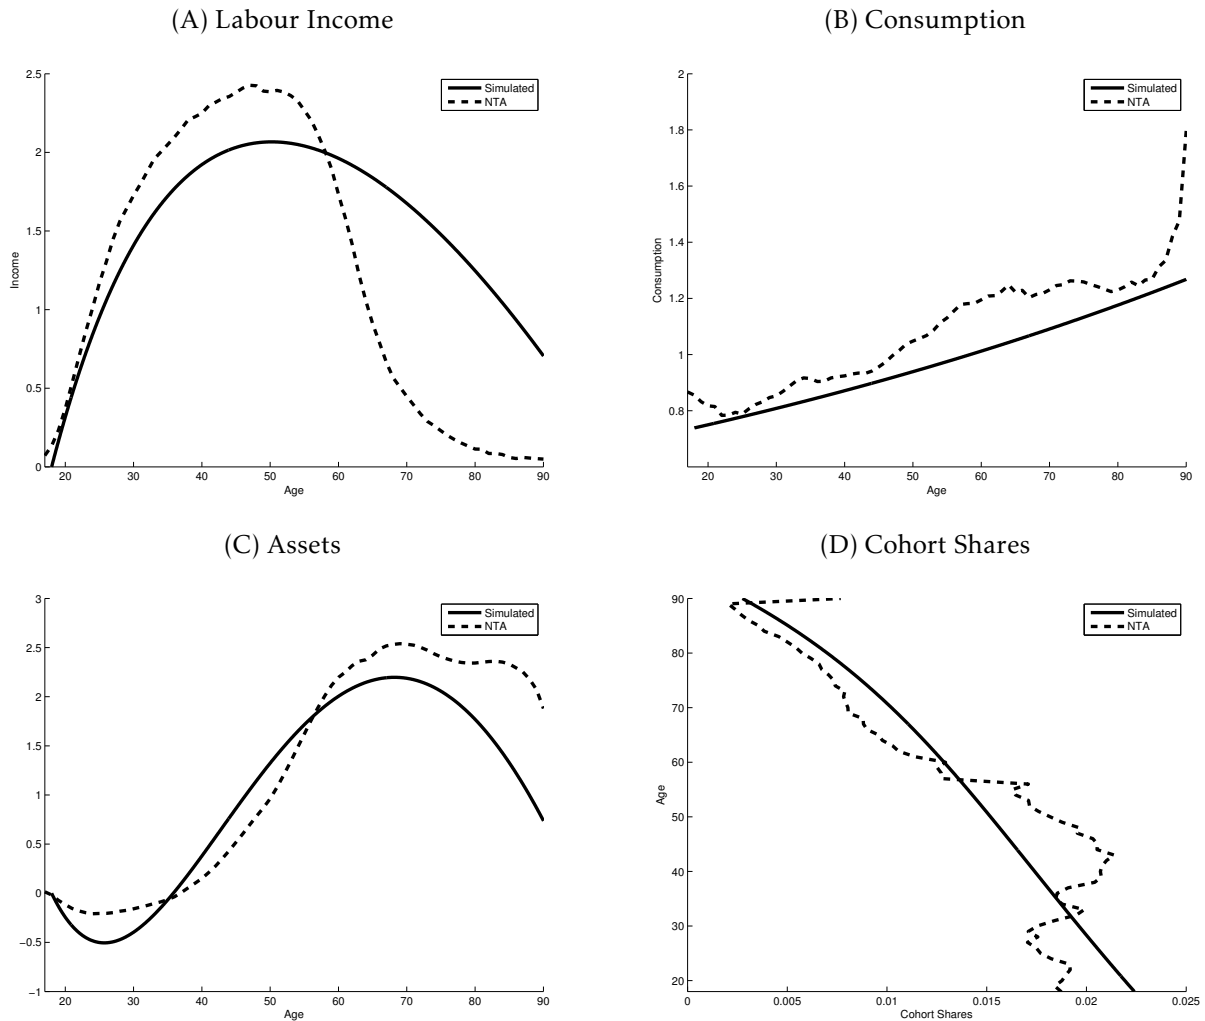 (A) Labour Income
2.5
2
1.5
1
0.5
0
Income
20 30 40 50 60 70 80 90
Age
Simulated
NTA
(B) Consumption
2
1.8
1.6
1.4
1.2
1
0.8
Consumption
20 30 40 50 60 70 80 90
Age
Simulated
NTA
(C) Assets
3
2.5
2
1.5
1
0.5
0
−0.5
−1
20 30 40 50 60 70 80 90
Age
Simulated
NTA
(D) Cohort Shares
90
80
70
60
50
40
30
20
Age
0 0.005 0.01 0.015 0.02 0.025
Cohort Shares
Simulated
NTA